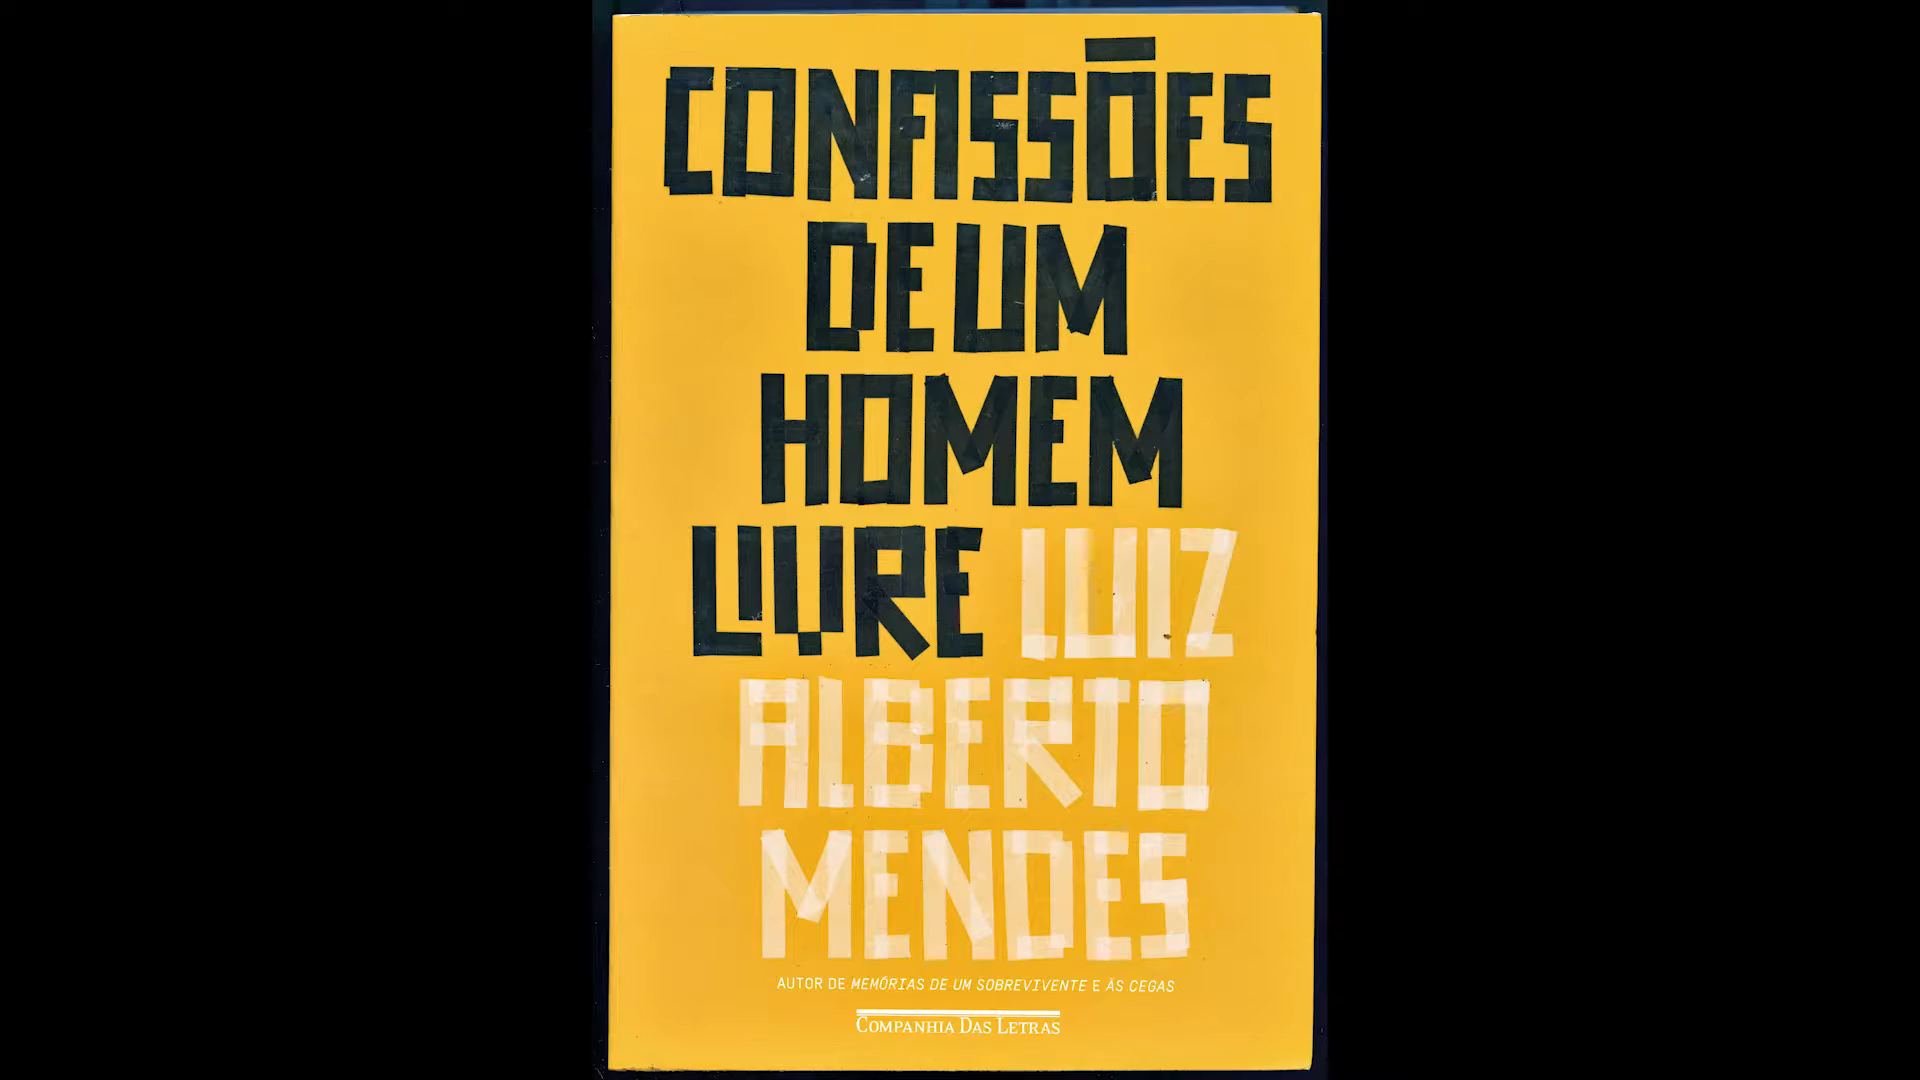 CONFISSÕES
DE UM
HOMEM
LIVRE LUIZ
ALBERTO
MENDES
AUTOR DE MEMÓRIAS DE UM SOBREVIVENTE E ÀS CEGAS
COMPANHIA DAS LETRAS